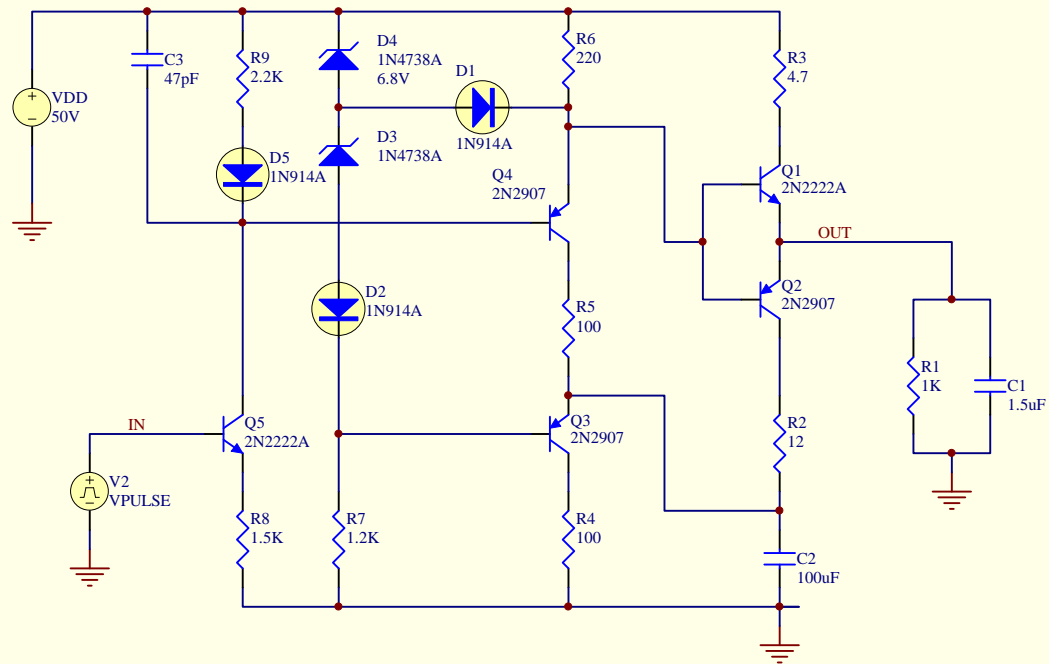 C3
47pF
R9
2.2K
D4
1N4738A
6.8V
R6
220
R3
4.7
D1
1N914A
VDD
50V
+
−
D3
1N4738A
D5
1N914A
Q4
2N2907
Q1
2N2222A
OUT
D2
1N914A
Q2
2N2907
R5
100
R1
1K
C1
1.5uF
IN
Q5
2N2222A
Q3
2N2907
R2
12
V2
VPULSE
+
−
R8
1.5K
R7
1.2K
R4
100
C2
100uF